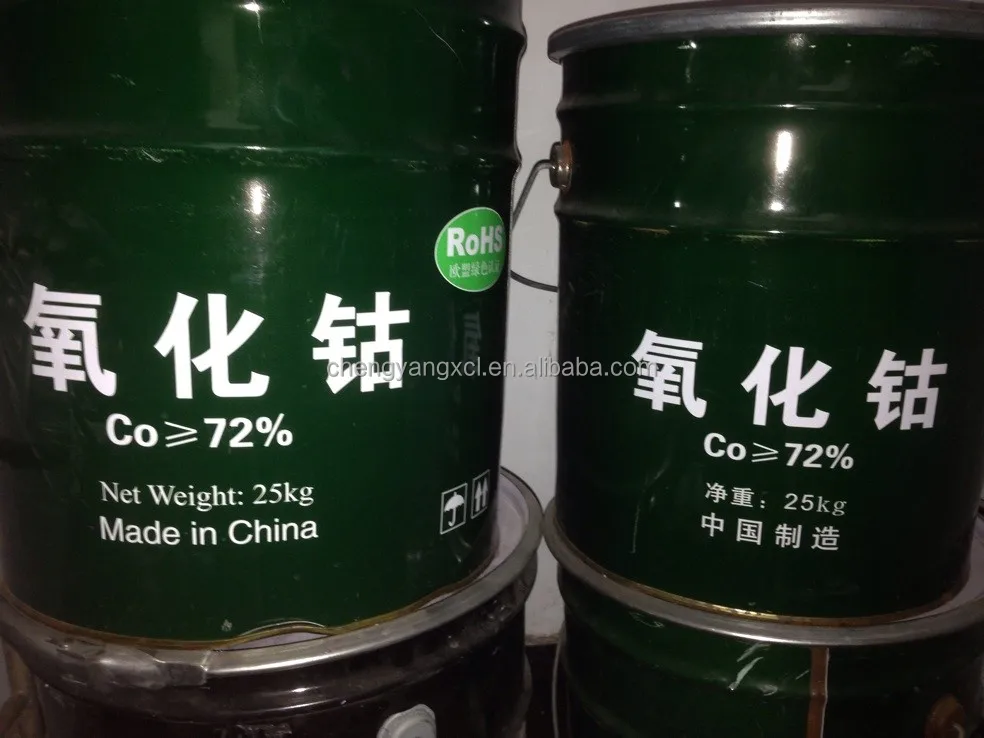 RoHS
欧盟绿色认证
氧化钴
Co≥72%
Net Weight: 25kg
Made in China
chengyangxcl.en.alibaba.com
氧化钴
Co≥72%
净重：25kg
中国制造